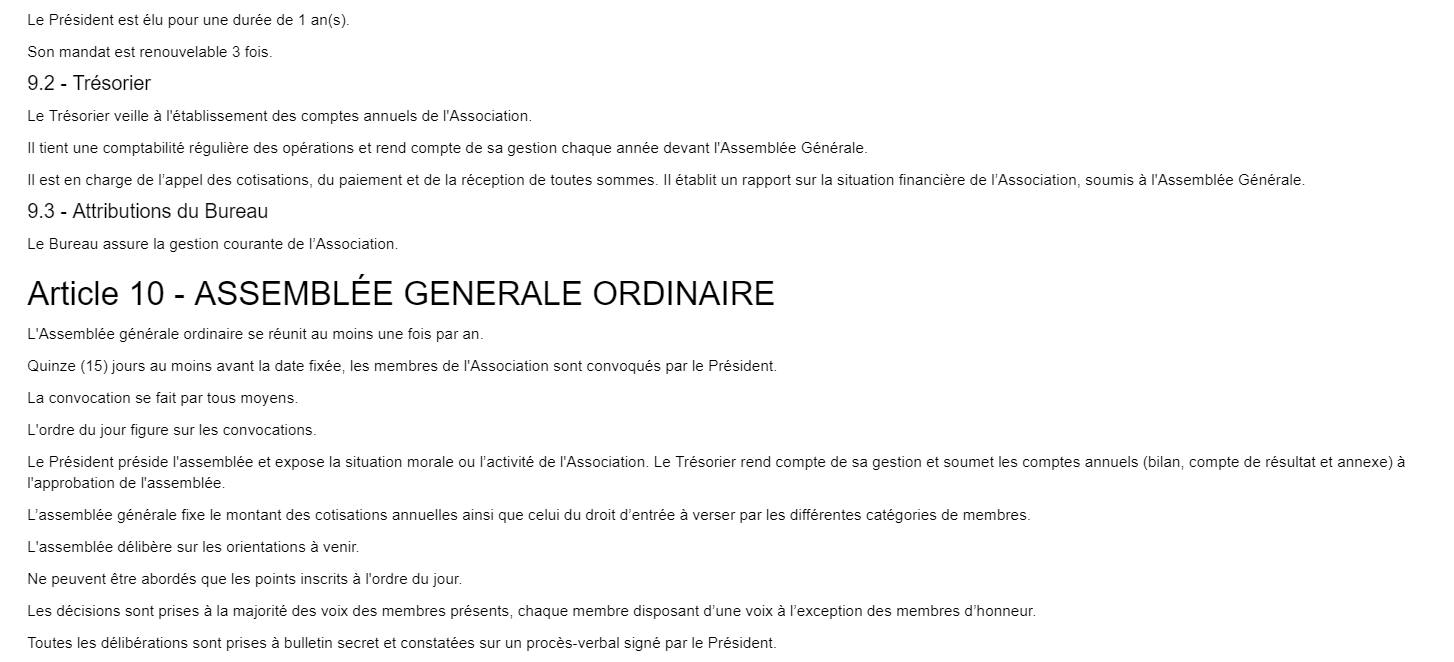 Le Président est élu pour une durée de 1 an(s).
Son mandat est renouvelable 3 fois.
9.2 - Trésorier
Le Trésorier veille à l'établissement des comptes annuels de l'Association.
Il tient une comptabilité régulière des opérations et rend compte de sa gestion chaque année devant l'Assemblée Générale.
Il est en charge de l’appel des cotisations, du paiement et de la réception de toutes sommes. Il établit un rapport sur la situation financière de l’Association, soumis à l'Assemblée Générale.
9.3 - Attributions du Bureau
Le Bureau assure la gestion courante de l’Association.
Article 10 - ASSEMBLÉE GENERALE ORDINAIRE
L'Assemblée générale ordinaire se réunit au moins une fois par an.
Quinze (15) jours au moins avant la date fixée, les membres de l'Association sont convoqués par le Président.
La convocation se fait par tous moyens.
L'ordre du jour figure sur les convocations.
Le Président préside l'assemblée et expose la situation morale ou l’activité de l'Association. Le Trésorier rend compte de sa gestion et soumet les comptes annuels (bilan, compte de résultat et annexe) à
l'approbation de l'assemblée.
L’assemblée générale fixe le montant des cotisations annuelles ainsi que celui du droit d’entrée à verser par les différentes catégories de membres.
L'assemblée délibère sur les orientations à venir.
Ne peuvent être abordés que les points inscrits à l'ordre du jour.
Les décisions sont prises à la majorité des voix des membres présents, chaque membre disposant d’une voix à l’exception des membres d’honneur.
Toutes les délibérations sont prises à bulletin secret et constatées sur un procès-verbal signé par le Président.